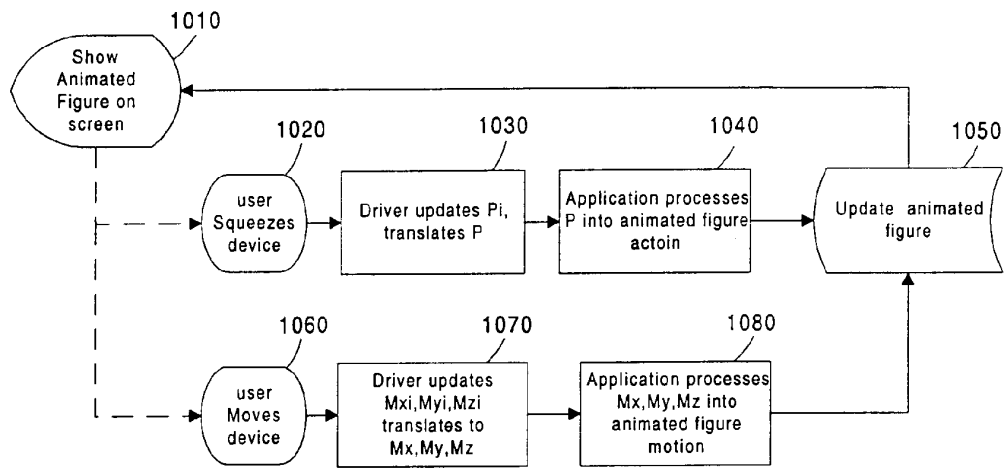 1010
Show
Animated
Figure on
screen
1020
user
Squeezes
device
1030
Driver updates Pi,
translates P
1040
Application processes
P into animated figure
actoin
1050
Update animated
figure
1060
user
Moves
device
1070
Driver updates
Mxi,Myi,Mzi
translates to
Mx,My,Mz
1080
Application processes
Mx,My,Mz into
animated figure
motion